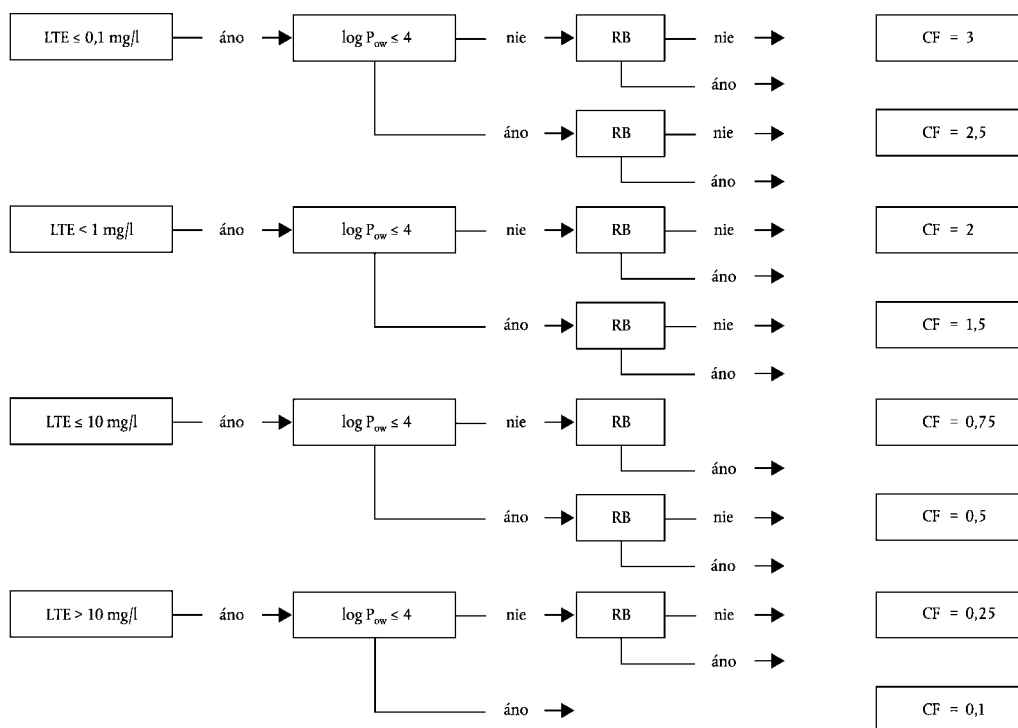 LTE ≤ 0,1 mg/l áno log Pow ≤ 4 nie RB nie CF = 3
áno
áno RB nie CF = 2,5
áno
LTE < 1 mg/l áno log Pow ≤ 4 nie RB nie CF = 2
áno
áno RB nie CF = 1,5
áno
LTE ≤ 10 mg/l áno log Pow ≤ 4 nie RB CF = 0,75
áno
áno RB nie CF = 0,5
áno
LTE > 10 mg/l áno log Pow ≤ 4 nie RB nie CF = 0,25
áno
áno CF = 0,1